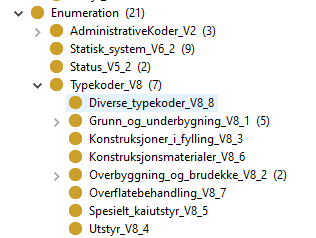 Enumeration (21)
AdministrativeKoder_V2 (3)
Statisk_system_V6_2 (9)
Status_V5_2 (2)
Typekoder_V8 (7)
Diverse_typekoder_V8_8
Grunn_og_underbygning_V8_1 (5)
Konstruksjoner_i_fylling_V8_3
Konstruksjonsmaterialer_V8_6
Overbyggning_og_brudekke_V8_2 (2)
Overflatebehandling_V8_7
Spesielt_kaiutstyr_V8_5
Utstyr_V8_4